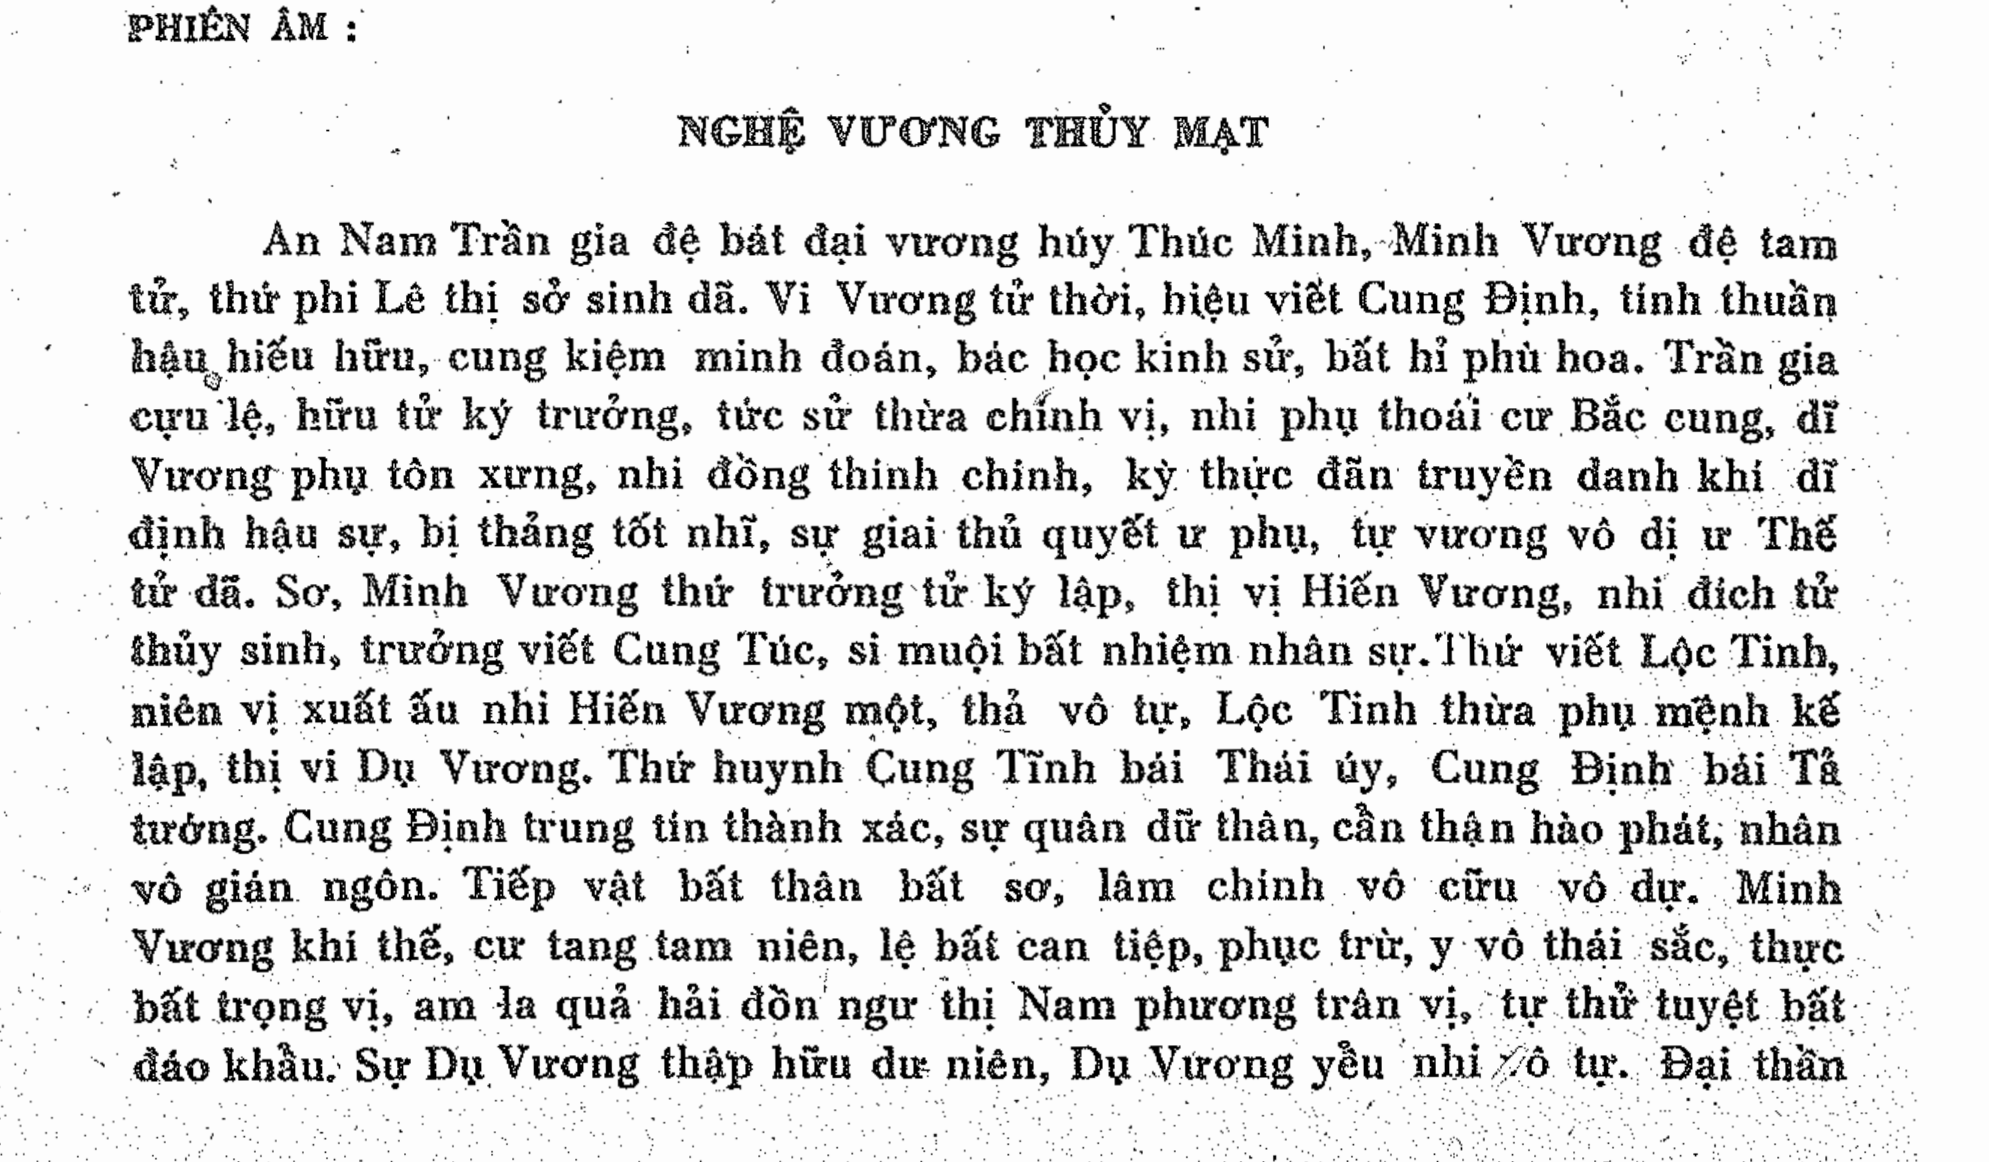 PHIÊN ÂM :
NGHỆ VƯƠNG THỦY MẠT
An Nam Trần gia đệ bát đại vương húy Thúc Minh, Minh Vương đệ tam
tử, thứ phi Lê thị sở sinh dã. Vi Vương tử thời, hiệu viết Cung Định, tính thuần
hậu hiếu hữu, cung kiệm minh đoán, bác học kinh sử, bất hỉ phù hoa. Trần gia
cựu lệ, hữu tử ký trưởng, tức sử thừa chính vị, nhi phụ thoái cư Bắc cung, dĩ
Vương phụ tôn xưng, nhi đồng thinh chính, kỳ thực đãn truyền danh khí dĩ
định hậu sự, bị thảng tốt nhĩ, sự giai thủ quyết ư phụ, tự vương vô dị ư Thế
tử dã. Sơ, Minh Vương thứ trưởng tử ký lập, thị vị Hiến Vương, nhi đích tử
thủy sinh, trưởng viết Cung Túc, si muội bất nhiệm nhân sự. Thứ viết Lộc Tinh,
niên vị xuất ấu nhi Hiến Vương một, thả vô tự, Lộc Tinh thừa phụ mệnh kế
lập, thị vi Dụ Vương. Thứ huynh Cung Tĩnh bái Thái úy, Cung Định bái Tả
tướng. Cung Định trung tín thành xác, sự quân dữ thân, cẩn thận hào phát, nhân
vô gián ngôn. Tiếp vật bất thân bất sơ, lâm chính vô cữu vô dự. Minh
Vương khí thế, cư tang tam niên, lệ bất can tiệp, phục trừ, y vô thái sắc, thực
bất trọng vị, am la quả hải đồn ngư thị Nam phương trân vị, tự thử tuyệt bất
đáo khẩu. Sự Dụ Vương thập hữu dư niên, Dụ Vương yểu nhi vô tự. Đại thần